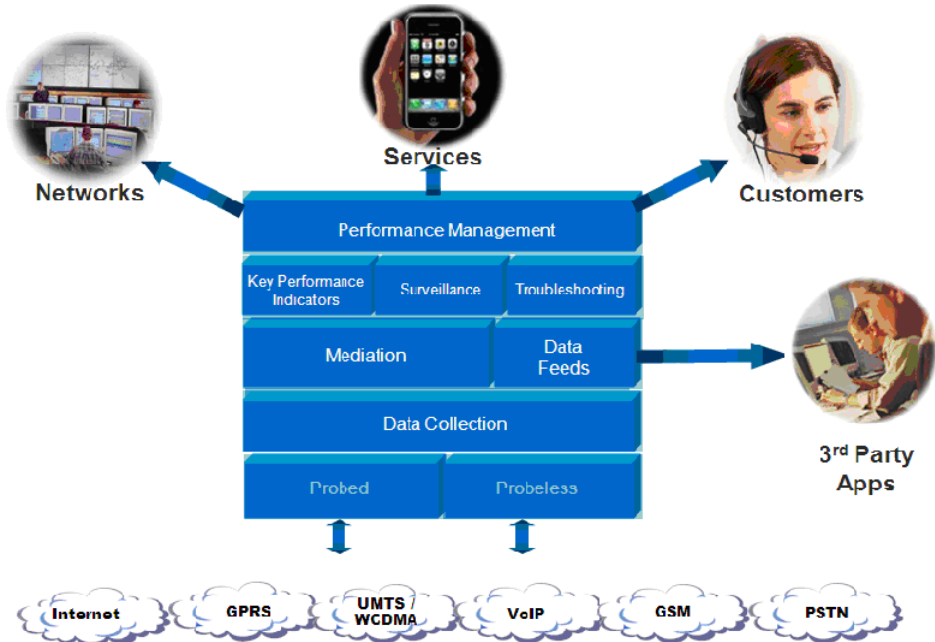 Services
Networks
Customers
Performance Management
Key Performance
Indicators
Surveillance
Troubleshooting
Mediation
Data
Feeds
Data Collection
3rd Party
Apps
Probed
Probeless
Internet
GPRS
UMTS /
WCDMA
VoIP
GSM
PSTN